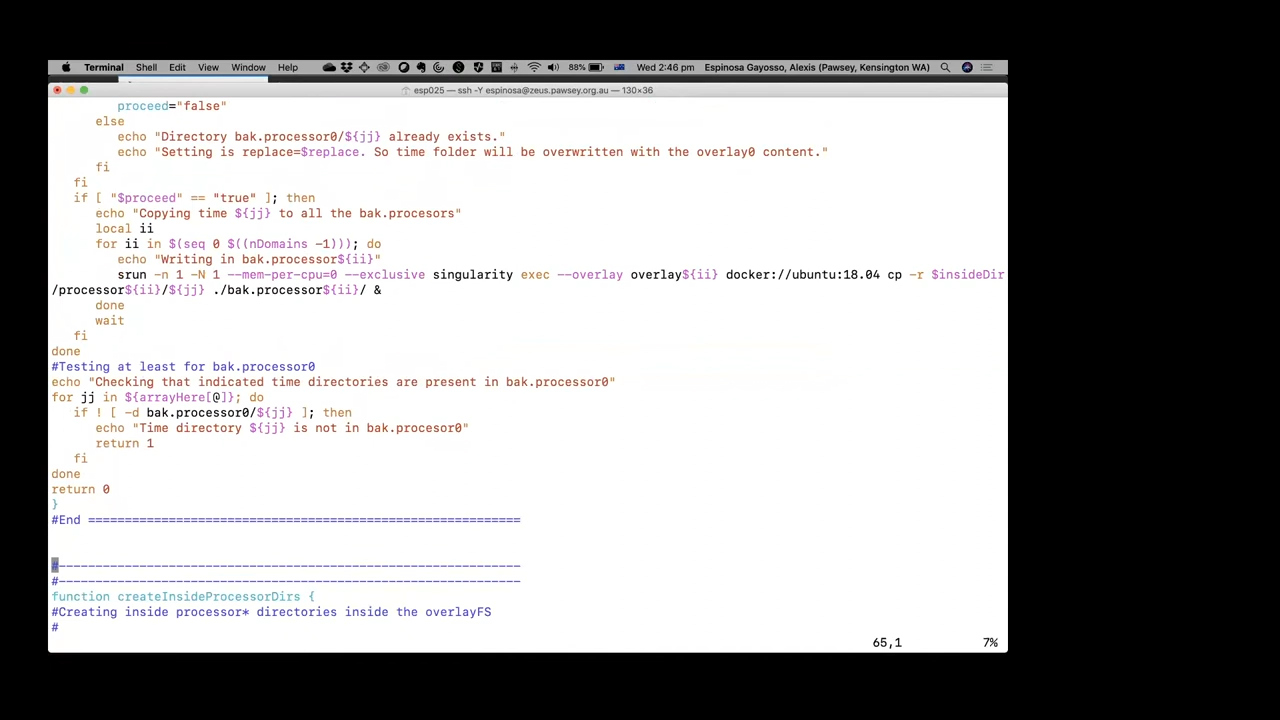 Terminal Shell Edit View Window Help 88% Wed 2:46 pm Espinosa Gayosso, Alexis (Pawsey, Kensington WA)
esp025 — ssh -Y espinosa@zeus.pawsey.org.au — 130×36
proceed="false"
else
echo "Directory bak.processor0/${jj} already exists."
echo "Setting is replace=$replace. So time folder will be overwritten with the overlay0 content."
fi
fi
if [ "$proceed" == "true" ]; then
echo "Copying time ${jj} to all the bak.procesors"
local ii
for ii in $(seq 0 $((nDomains -1))); do
echo "Writing in bak.processor${ii}"
srun -n 1 -N 1 --mem-per-cpu=0 --exclusive singularity exec --overlay overlay${ii} docker://ubuntu:18.04 cp -r $insideDir
/processor${ii}/${jj} ./bak.processor${ii}/ &
done
wait
fi
done
#Testing at least for bak.processor0
echo "Checking that indicated time directories are present in bak.processor0"
for jj in ${arrayHere[@]}; do
if ! [ -d bak.processor0/${jj} ]; then
echo "Time directory ${jj} is not in bak.procesor0"
return 1
fi
done
return 0
}
#End ===========================================================
#---------------------------------------------------------------
#---------------------------------------------------------------
function createInsideProcessorDirs {
#Creating inside processor* directories inside the overlayFS
#
65,1 7%